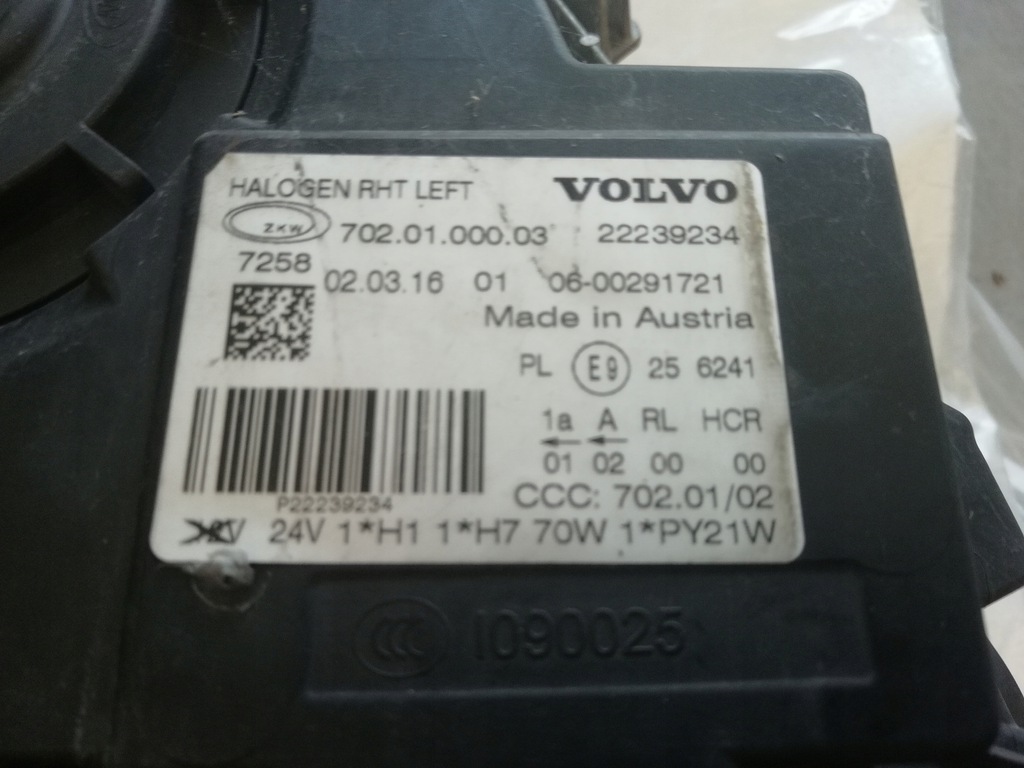 HALOGEN RHT LEFT VOLVO
ZKW 702.01.000.03 22239234
7258
02.03.16 01 06-00291721
Made in Austria
PL E9 25 6241
1a A RL HCR
01 02 00 00
P22239234
CCC: 702.01/02
24V 1*H1 1*H7 70W 1*PY21W
CCC I090025